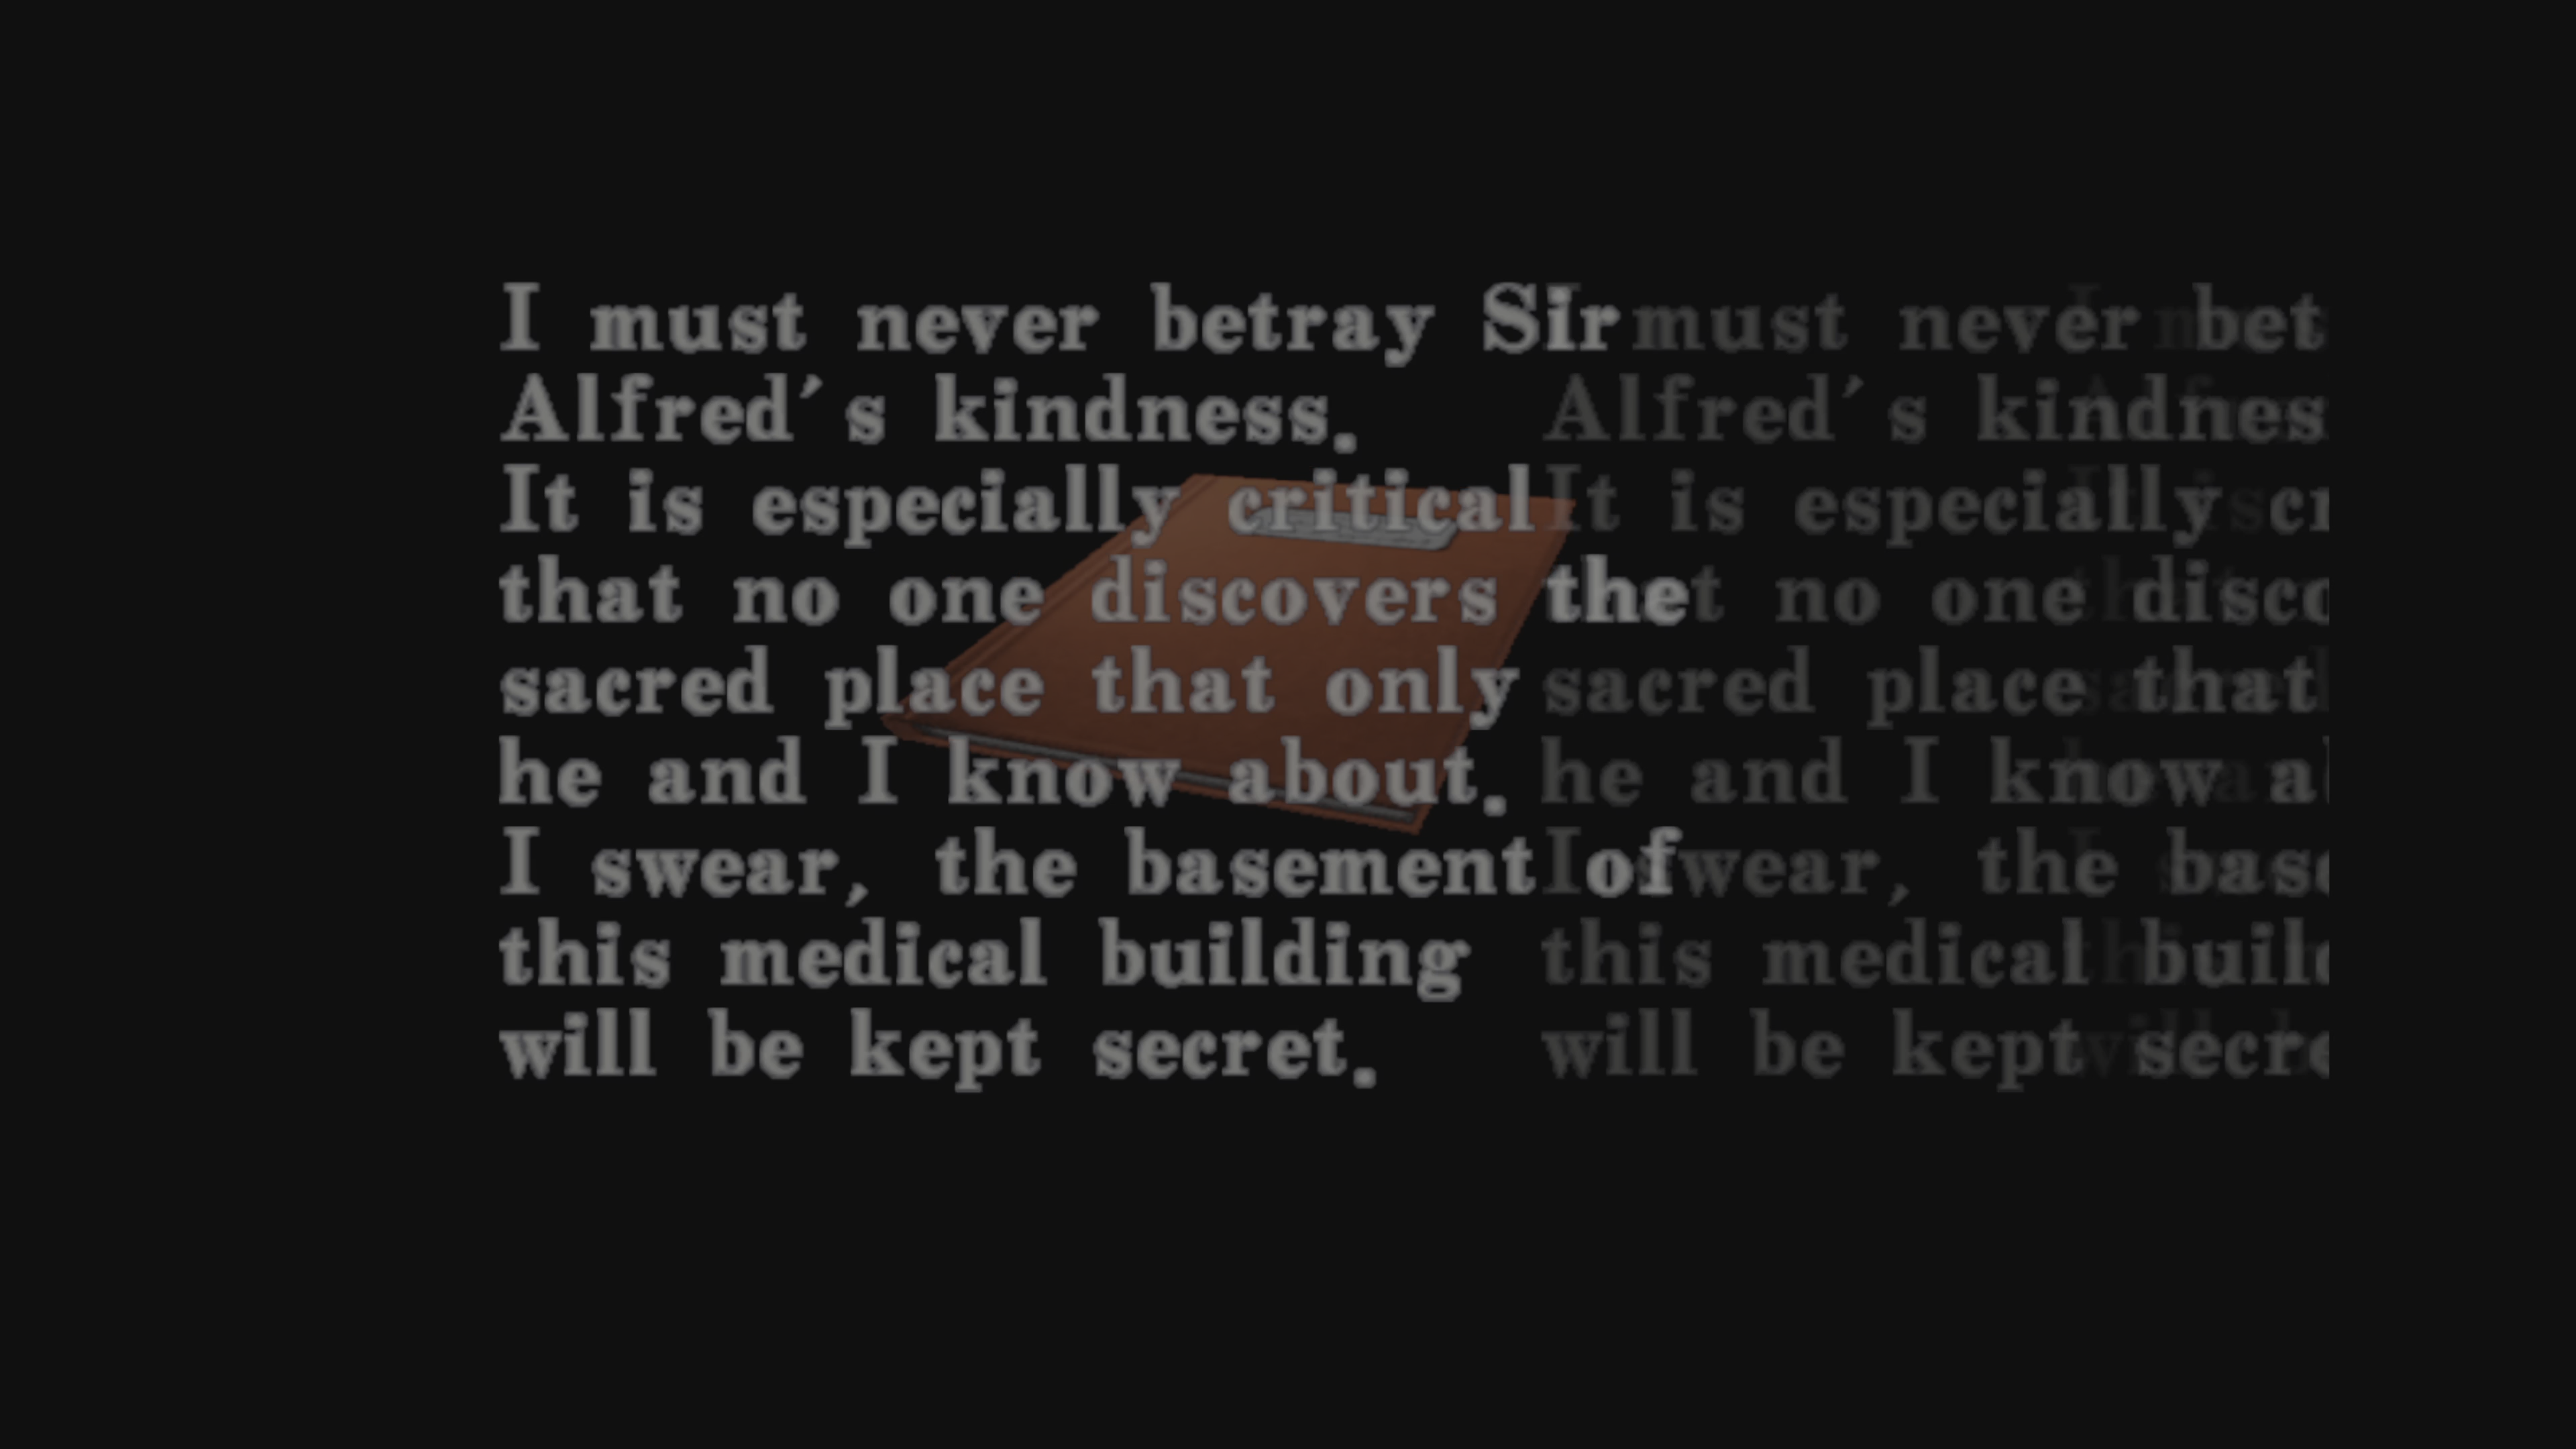 I must never betray Sir
Alfred's kindness.
It is especially critical
that no one discovers the
sacred place that only
he and I know about.
I swear, the basement of
this medical building
will be kept secret.